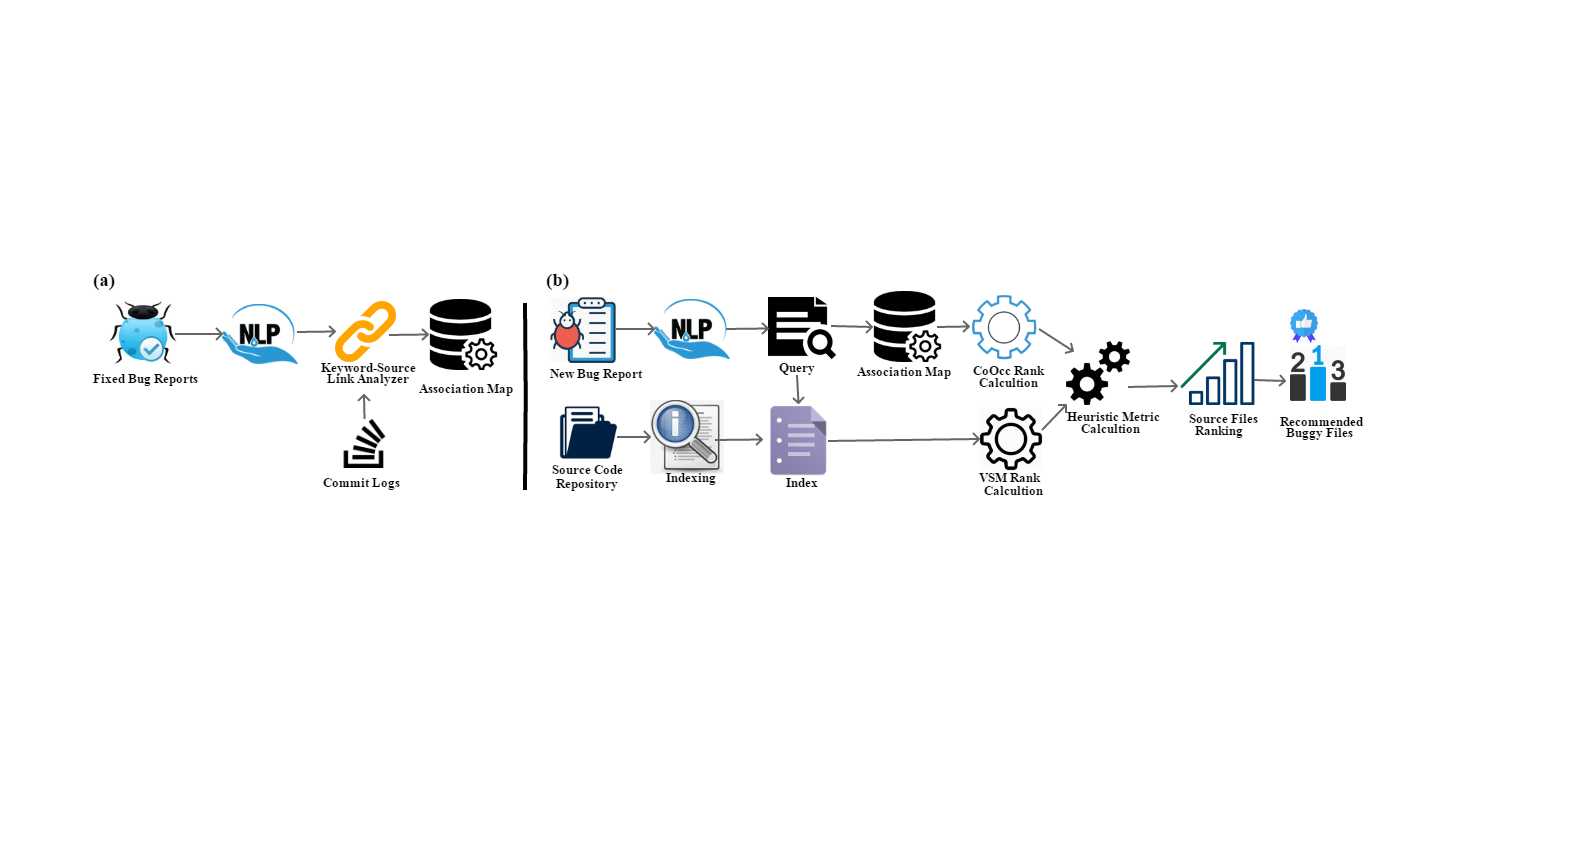 (a)
NLP
Fixed Bug Reports
Keyword-Source
Link Analyzer
Association Map
Commit Logs
(b)
NLP
New Bug Report
Query
Association Map
CoOcc Rank
Calcultion
Source Code
Repository
i
Indexing
Index
VSM Rank
Calcultion
Heuristic Metric
Calcultion
Source Files
Ranking
2 1 3
Recommended
Buggy Files